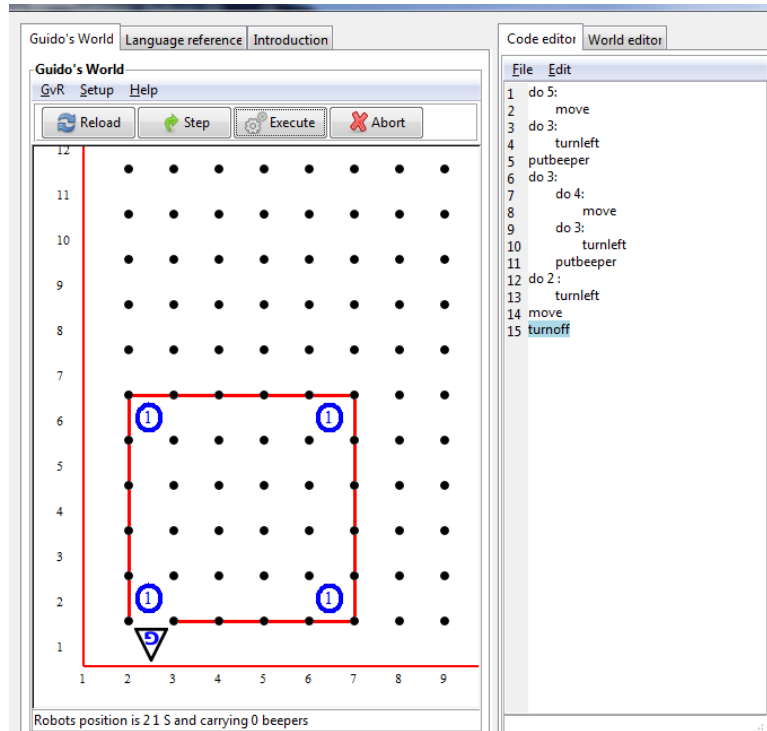 Guido's World Language reference Introduction
Guido's World
GvR Setup Help
Reload Step Execute Abort
12
11
10
9
8
7
6
1 1
5
4
3
2
1 1
1
G
1 2 3 4 5 6 7 8 9
Robots position is 2 1 S and carrying 0 beepers
Code editor World editor
File Edit
1 do 5:
2 move
3 do 3:
4 turnleft
5 putbeeper
6 do 3:
7 do 4:
8 move
9 do 3:
10 turnleft
11 putbeeper
12 do 2 :
13 turnleft
14 move
15 turnoff